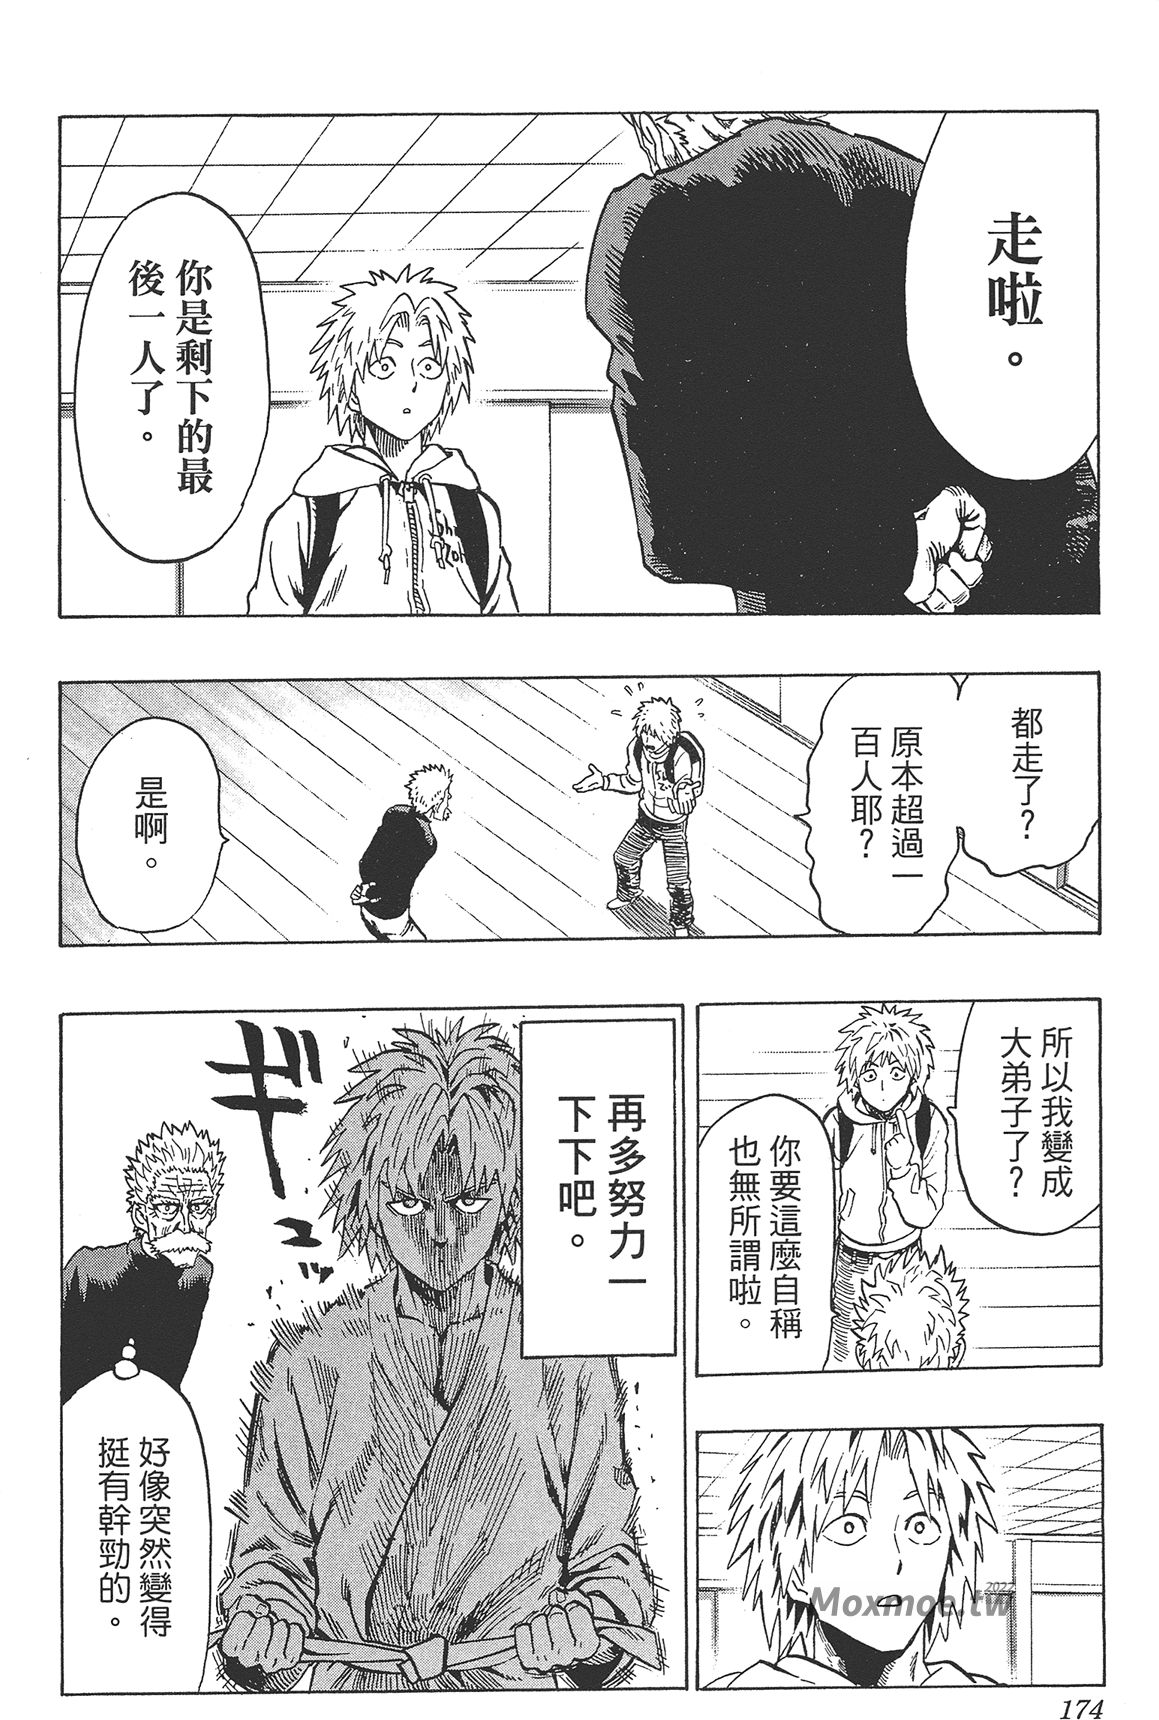 走啦。
你是剩下的最
後一人了。
都走了?
原本超過一
百人耶?
是啊。
所以我變成
大弟子了?
你要這麼自稱
也無所謂啦。
再多努力一
下下吧。
ギュッ
好像突然變得
挺有幹勁的。
2022
Moxmoe.tw
174